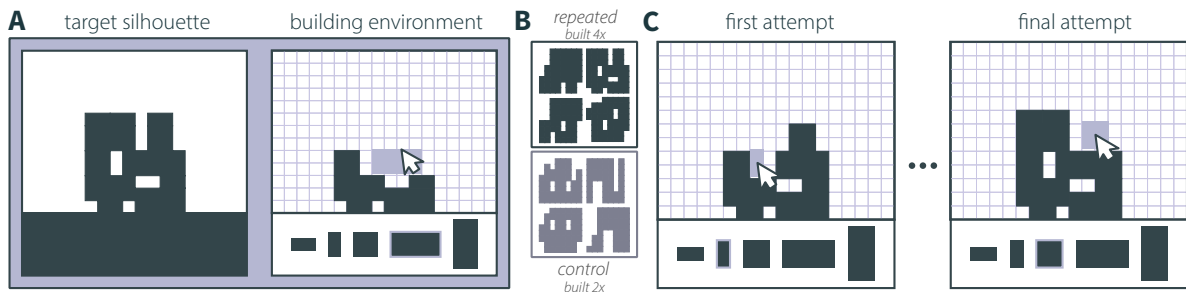 A
target silhouette
building environment
B
repeated
built 4x
control
built 2x
C
first attempt
final attempt